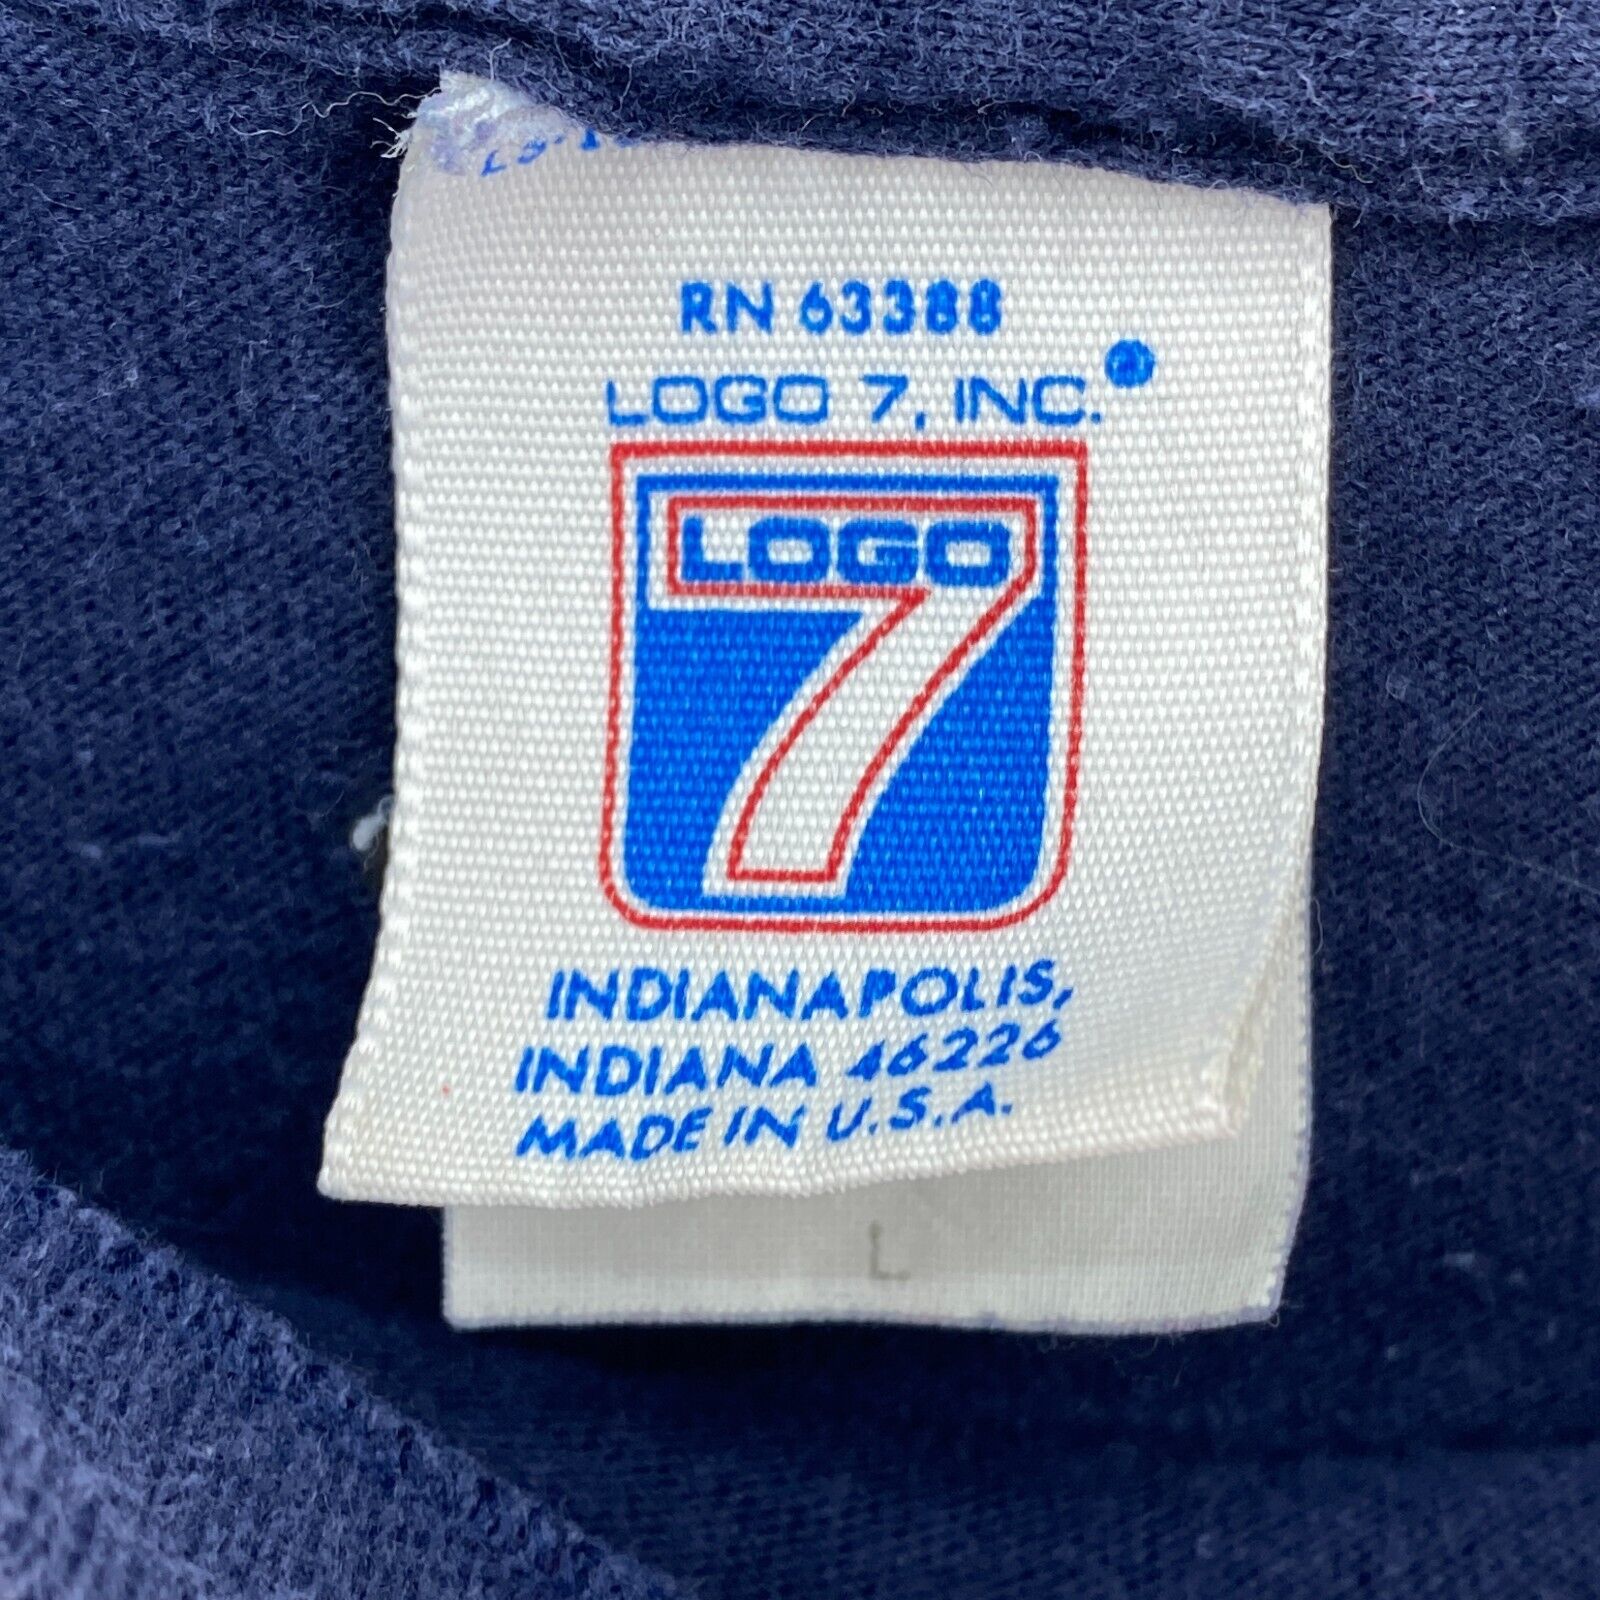 RN 63388
LOGO 7, INC.®
LOGO
7
INDIANAPOLIS,
INDIANA 46226
MADE IN U.S.A.
L